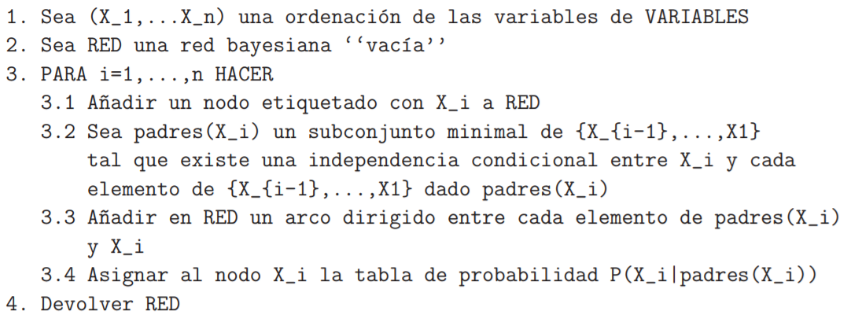 1. Sea (X_1,...X_n) una ordenación de las variables de VARIABLES
2. Sea RED una red bayesiana ‘‘vacía’’
3. PARA i=1,...,n HACER
3.1 Añadir un nodo etiquetado con X_i a RED
3.2 Sea padres(X_i) un subconjunto minimal de {X_{i-1},...,X1}
tal que existe una independencia condicional entre X_i y cada
elemento de {X_{i-1},...,X1} dado padres(X_i)
3.3 Añadir en RED un arco dirigido entre cada elemento de padres(X_i)
y X_i
3.4 Asignar al nodo X_i la tabla de probabilidad P(X_i|padres(X_i))
4. Devolver RED